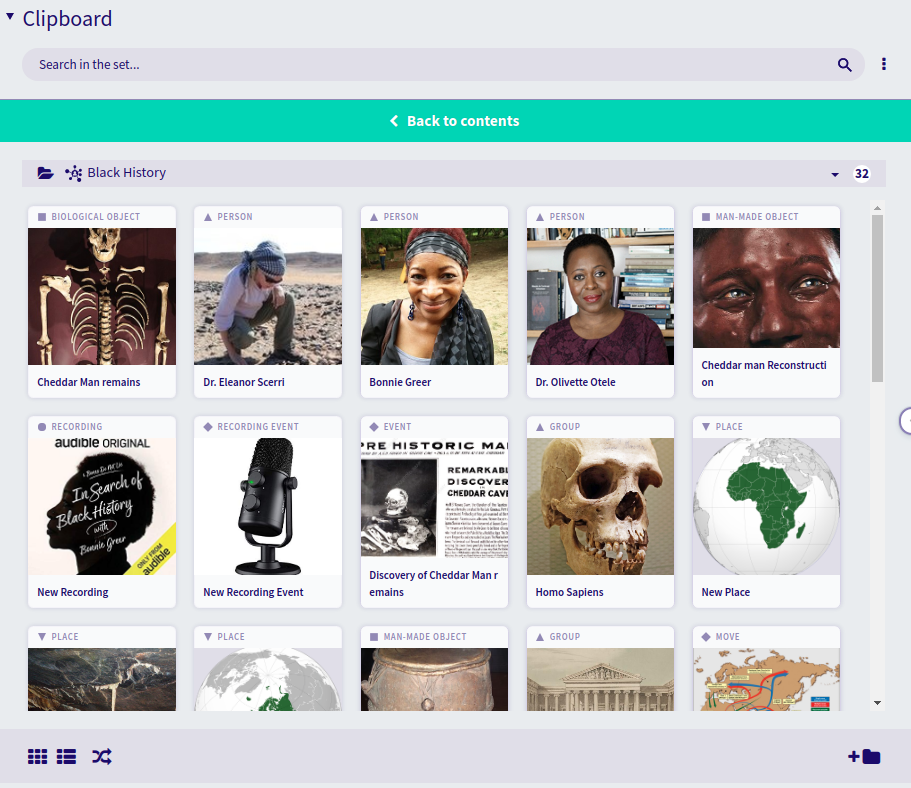 Clipboard
Search in the set...
Back to contents
Black History
32
BIOLOGICAL OBJECT
PERSON
PERSON
PERSON
MAN-MADE OBJECT
Cheddar Man remains
Dr. Eleanor Scerri
Bonnie Greer
Dr. Olivette Otele
Cheddar man Reconstructi
on
RECORDING
RECORDING EVENT
EVENT
GROUP
PLACE
audible ORIGINAL
In Search of
Black History
with
Bonnie Greer
ONLY FROM
audible
PRE HISTORIC MA
REMARKABL
DISCOVER
CHEDDAR CAVE
New Recording
New Recording Event
Discovery of Cheddar Man r
emains
Homo Sapiens
New Place
PLACE
PLACE
MAN-MADE OBJECT
GROUP
MOVE